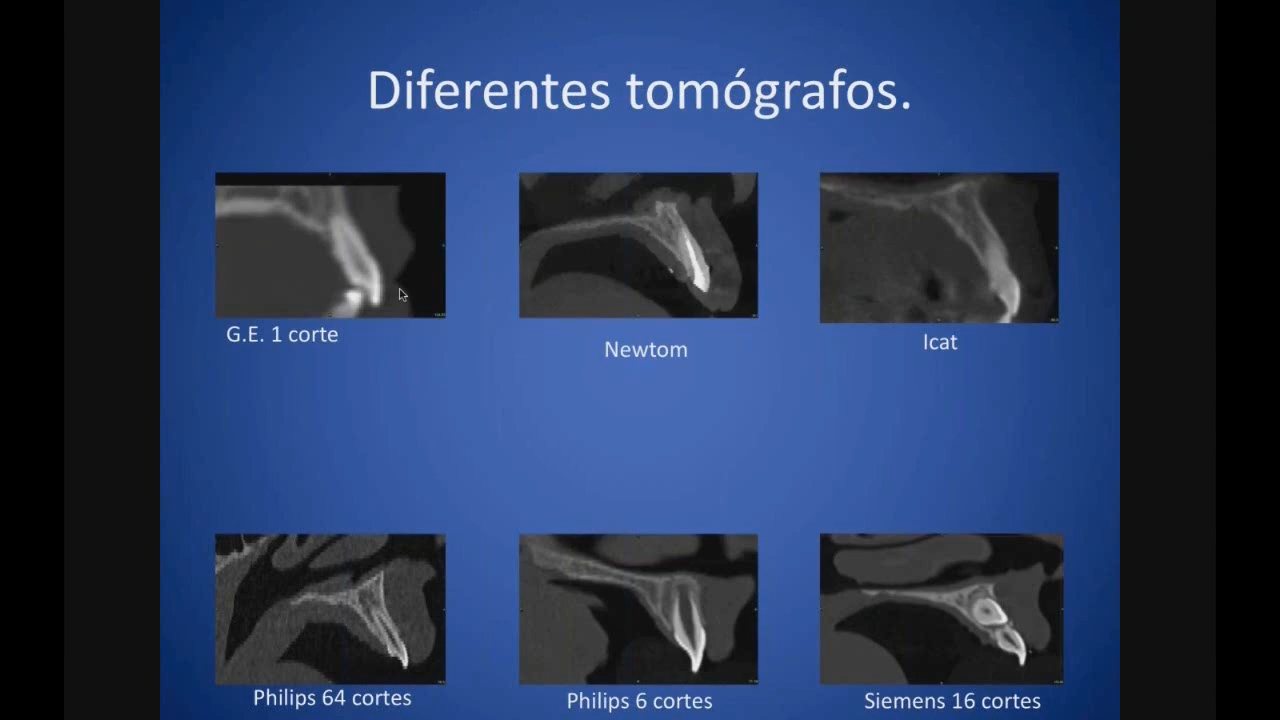 Diferentes tomógrafos.
G.E. 1 corte
Newtom
Icat
Philips 64 cortes
Philips 6 cortes
Siemens 16 cortes